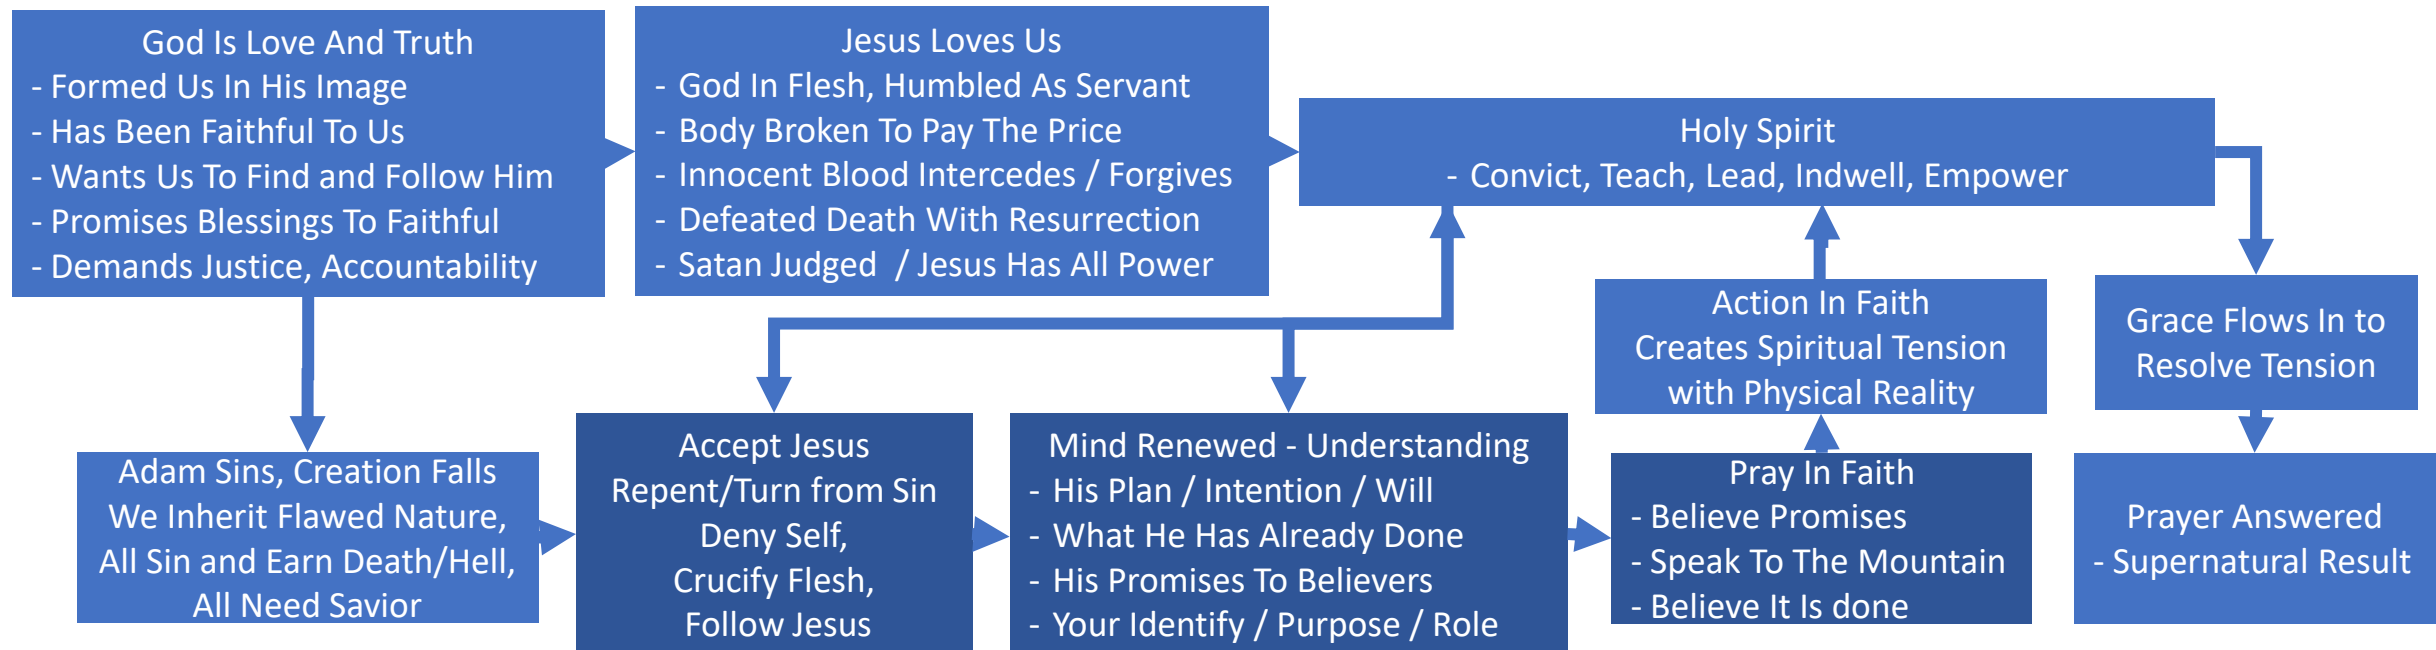 God Is Love And Truth
- Formed Us In His Image
- Has Been Faithful To Us
- Wants Us To Find and Follow Him
- Promises Blessings To Faithful
- Demands Justice, Accountability
Jesus Loves Us
- God In Flesh, Humbled As Servant
- Body Broken To Pay The Price
- Innocent Blood Intercedes / Forgives
- Defeated Death With Resurrection
- Satan Judged / Jesus Has All Power
Holy Spirit
- Convict, Teach, Lead, Indwell, Empower
Adam Sins, Creation Falls
We Inherit Flawed Nature,
All Sin and Earn Death/Hell,
All Need Savior
Accept Jesus
Repent/Turn from Sin
Deny Self,
Crucify Flesh,
Follow Jesus
Mind Renewed - Understanding
- His Plan / Intention / Will
- What He Has Already Done
- His Promises To Believers
- Your Identify / Purpose / Role
Pray In Faith
- Believe Promises
- Speak To The Mountain
- Believe It Is done
Action In Faith
Creates Spiritual Tension
with Physical Reality
Grace Flows In to
Resolve Tension
Prayer Answered
- Supernatural Result